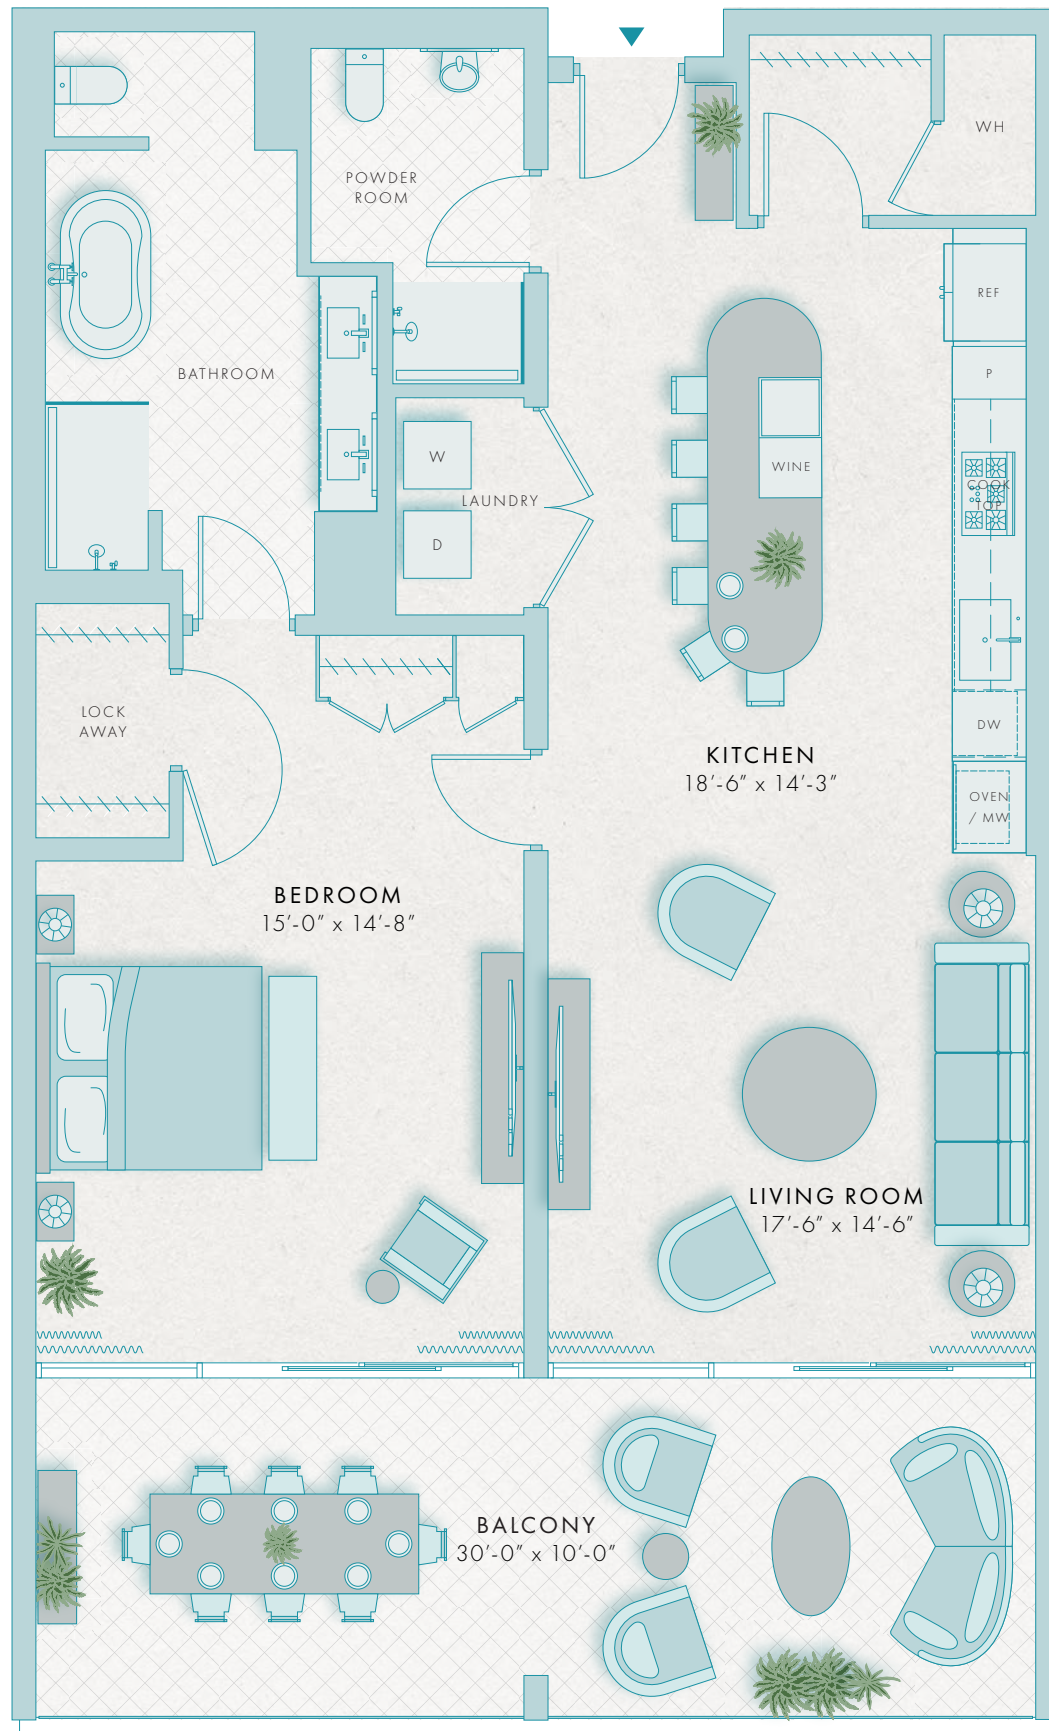 WH
POWDER
ROOM
REF
BATHROOM
P
W
WINE
LAUNDRY
COOK
TOP
D
LOCK
AWAY
DW
KITCHEN
18'-6" x 14'-3"
OVEN
/ MW
BEDROOM
15'-0" x 14'-8"
LIVING ROOM
17'-6" x 14'-6"
BALCONY
30'-0" x 10'-0"